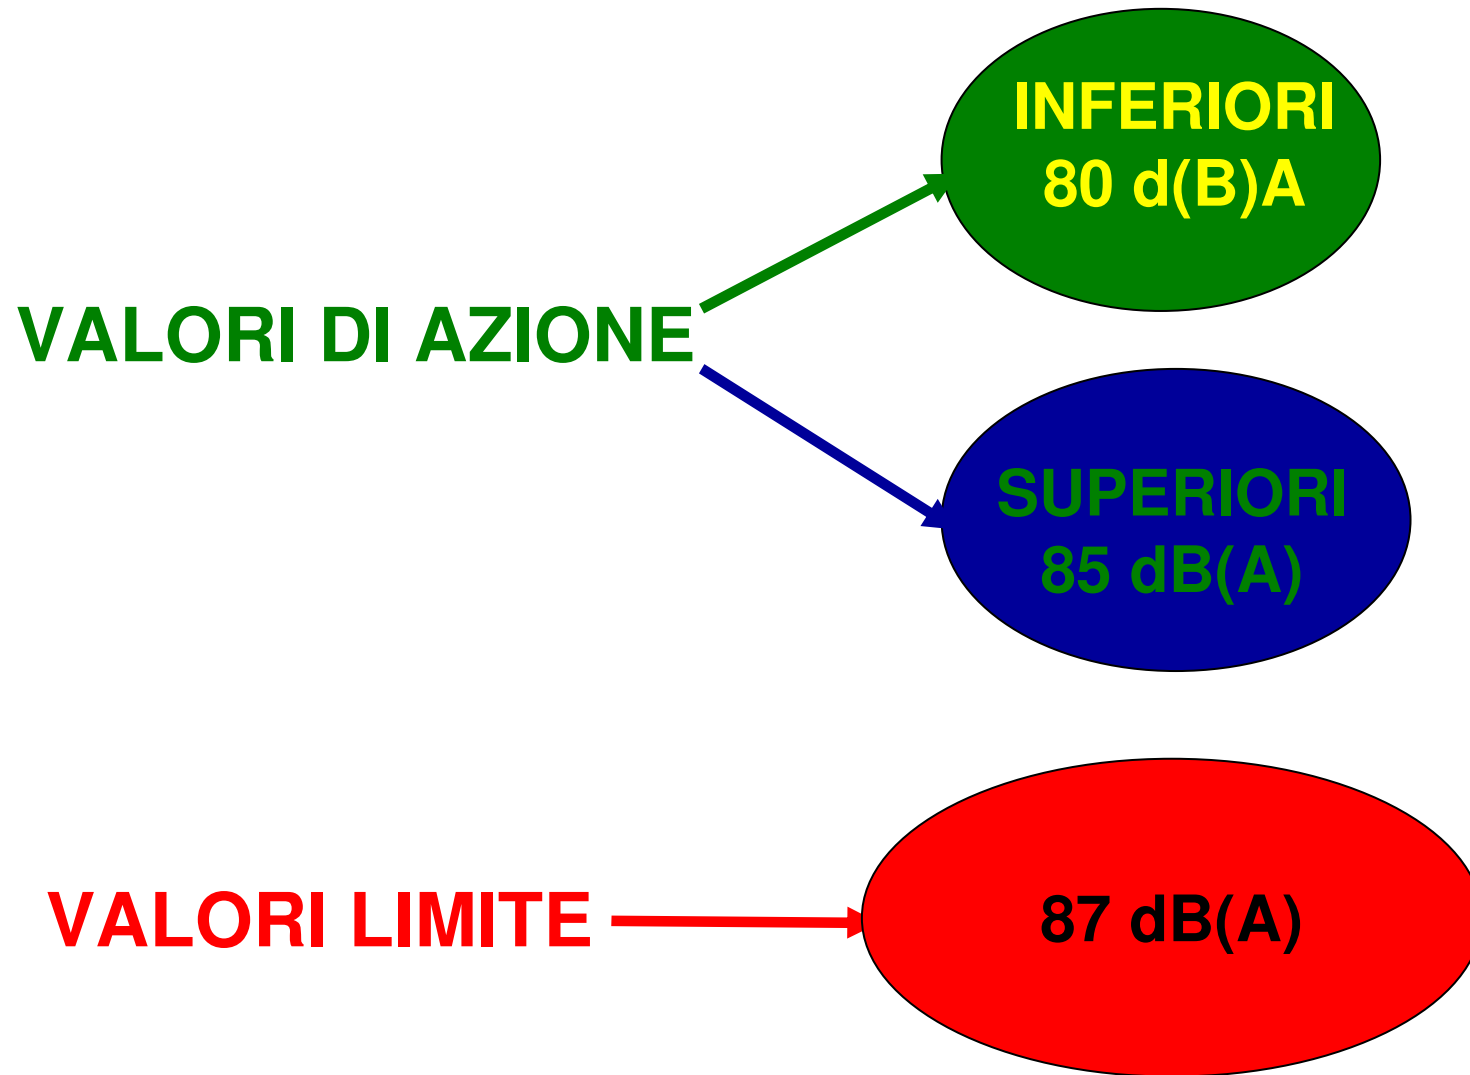 INFERIORI
80 d(B)A
VALORI DI AZIONE
SUPERIORI
85 dB(A)
VALORI LIMITE
87 dB(A)